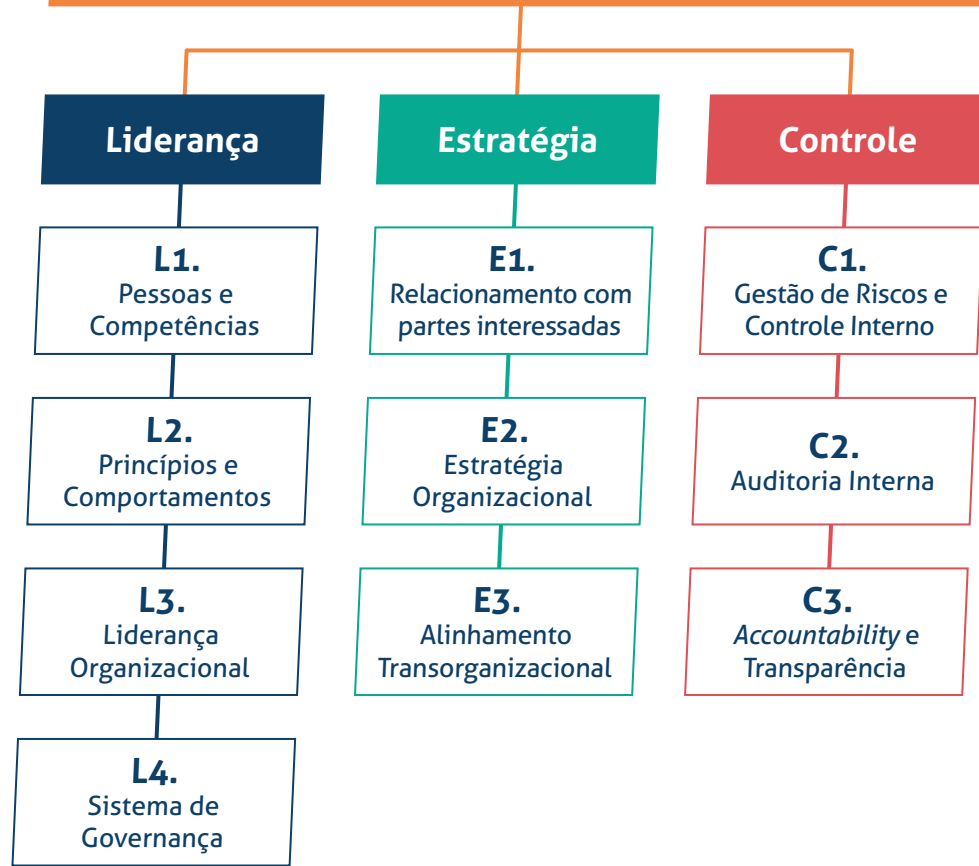 Liderança
L1.
Pessoas e
Competências
L2.
Princípios e
Comportamentos
L3.
Liderança
Organizacional
L4.
Sistema de
Governança
Estratégia
E1.
Relacionamento com
partes interessadas
E2.
Estratégia
Organizacional
E3.
Alinhamento
Transorganizacional
Controle
C1.
Gestão de Riscos e
Controle Interno
C2.
Auditoria Interna
C3.
Accountability e
Transparência